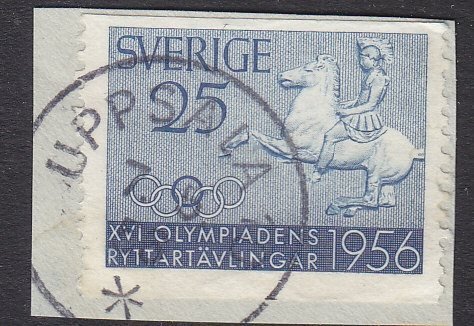 SVERIGE
25
XVI OLYMPIADENS
RYTTARTÄVLINGAR 1956
UPPSALA